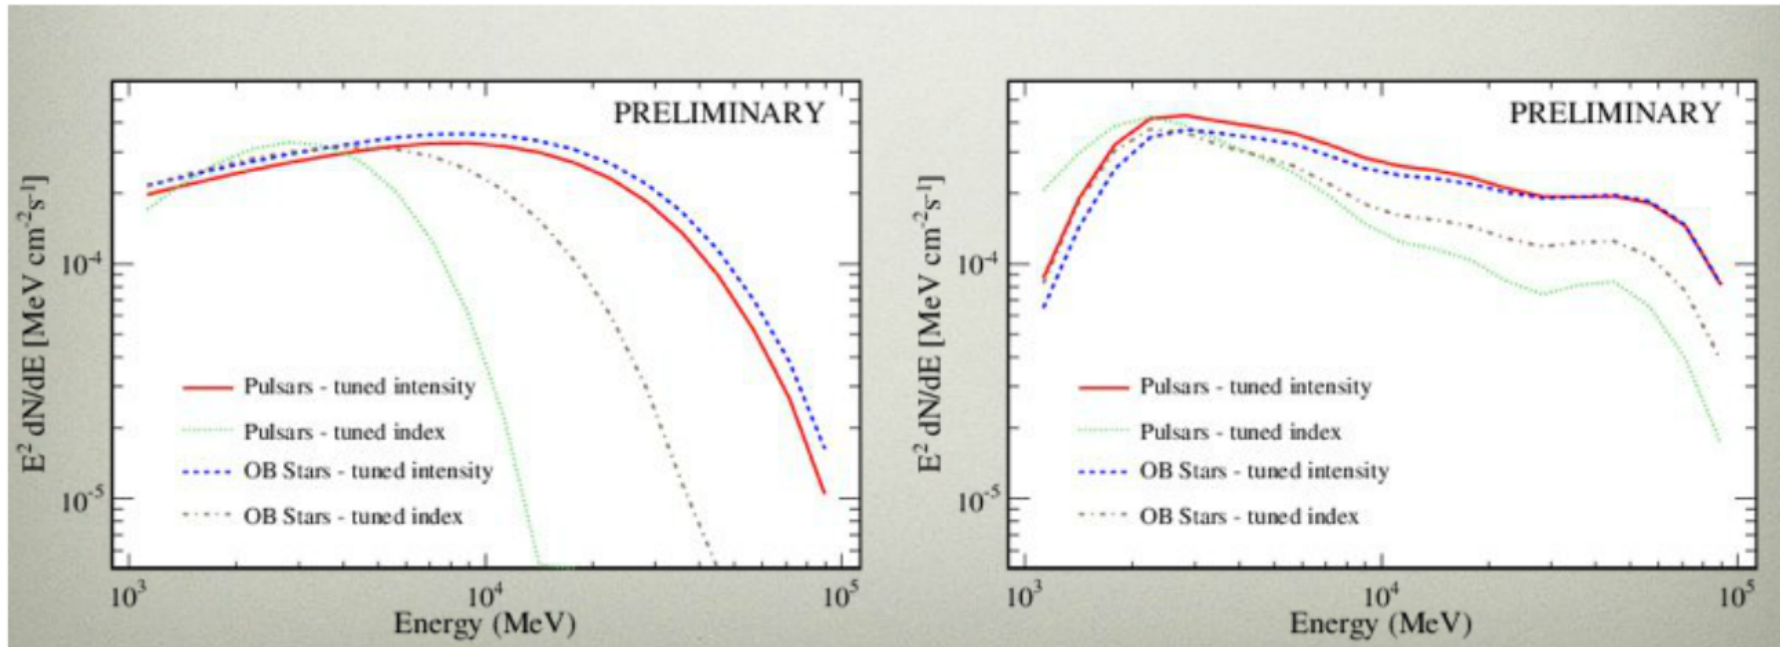 PRELIMINARY
E² dN/dE [MeV cm⁻²s⁻¹]
10⁻⁴
10⁻⁵
Pulsars - tuned intensity
Pulsars - tuned index
OB Stars - tuned intensity
OB Stars - tuned index
10³
10⁴
10⁵
Energy (MeV)
PRELIMINARY
E² dN/dE [MeV cm⁻²s⁻¹]
10⁻⁴
10⁻⁵
Pulsars - tuned intensity
Pulsars - tuned index
OB Stars - tuned intensity
OB Stars - tuned index
10³
10⁴
10⁵
Energy (MeV)